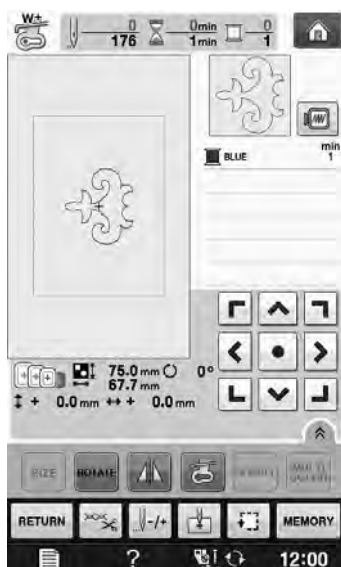 W+
0 0min 0
176 1min 1
min
BLUE 1
75.0 mm 0°
67.7 mm
+ 0.0 mm + 0.0 mm
SIZE ROTATE DENSITY
RETURN -/+ MEMORY
? 12:00